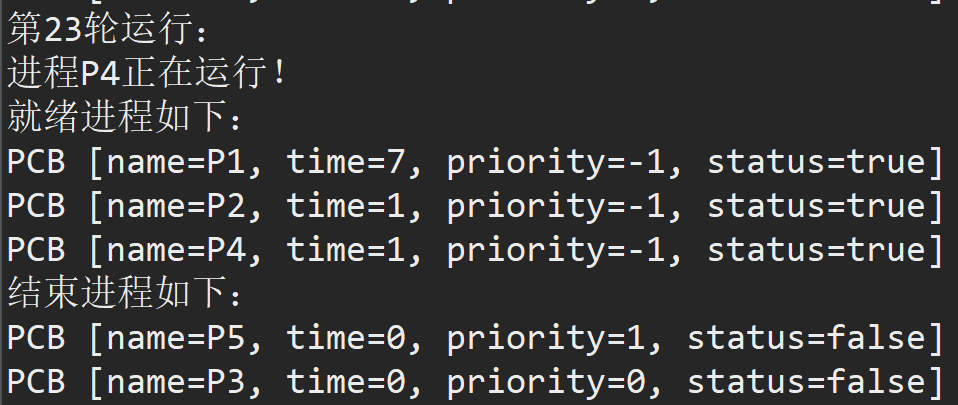 第23轮运行：
进程P4正在运行！
就绪进程如下：
PCB [name=P1, time=7, priority=-1, status=true]
PCB [name=P2, time=1, priority=-1, status=true]
PCB [name=P4, time=1, priority=-1, status=true]
结束进程如下：
PCB [name=P5, time=0, priority=1, status=false]
PCB [name=P3, time=0, priority=0, status=false]